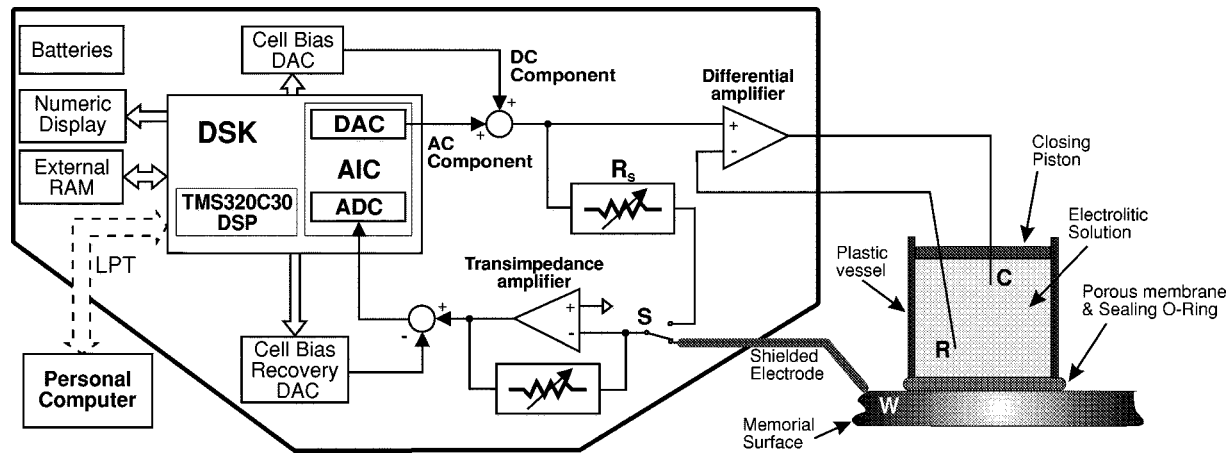 Batteries
Numeric
Display
External
RAM
LPT
Personal
Computer
Cell Bias
DAC
DSK
TMS320C30
DSP
DAC
AIC
ADC
DC
Component
+
+
AC
Component
Rs
Differential
amplifier
+
-
Transimpedance
amplifier
+
-
+
-
Cell Bias
Recovery
DAC
S
Shielded
Electrode
Closing
Piston
Electrolitic
Solution
Plastic
vessel
C
R
Porous membrane
& Sealing O-Ring
W
Memorial
Surface